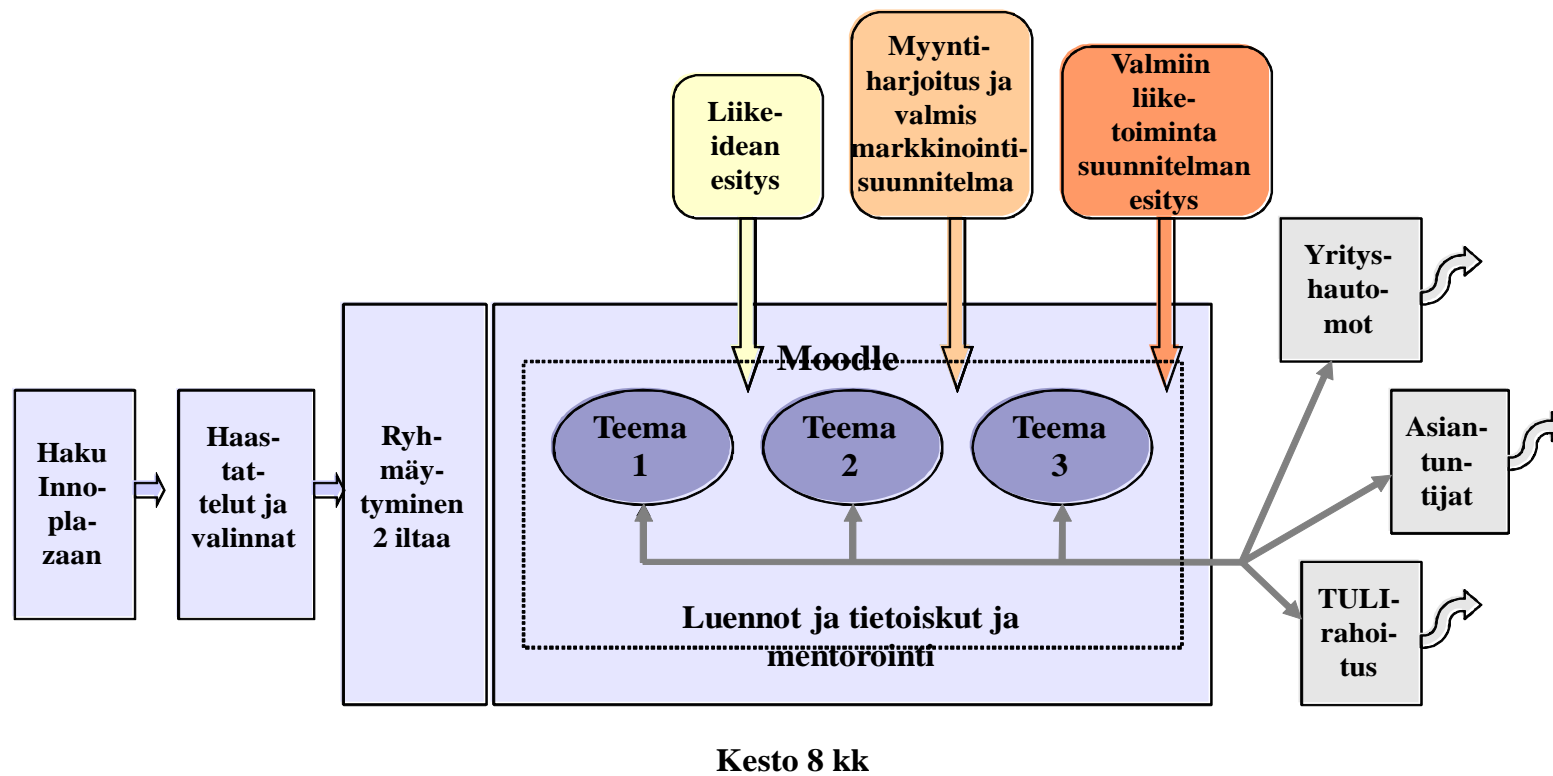 Haku
Inno-
pla-
zaan
Haas-
tat-
telut ja
valinnat
Ryh-
mäy-
tyminen
2 iltaa
Liike-
idean
esitys
Myynti-
harjoitus ja
valmis
markkinointi-
suunnitelma
Valmiin
liike-
toiminta
suunnitelman
esitys
Moodle
Teema
1
Teema
2
Teema
3
Luennot ja tietoiskut ja
mentorointi
Yritys-
hauto-
mot
Asian-
tun-
tijat
TULI-
rahoi-
tus
Kesto 8 kk